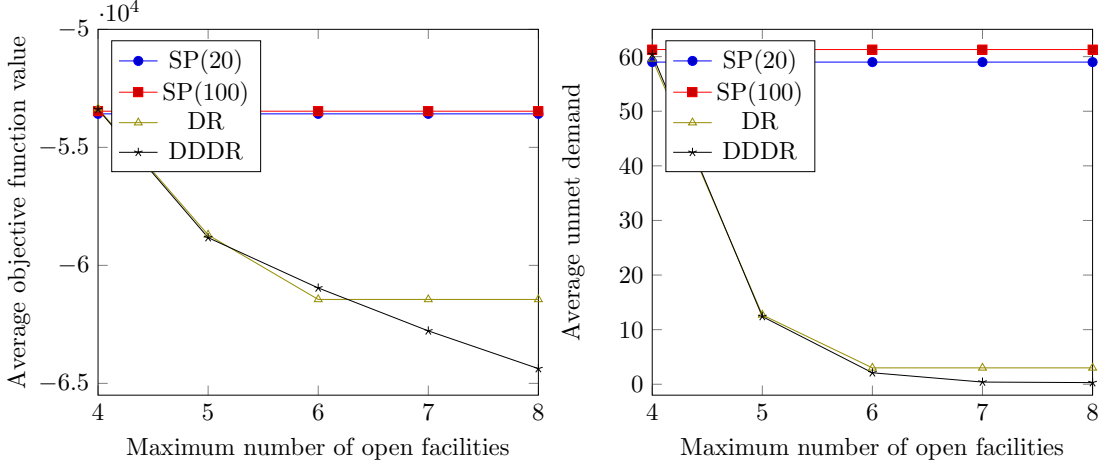 ·10⁴
−5
−5.5
−6
−6.5
4
5
6
7
8
Maximum number of open facilities
Average objective function value
SP(20)
SP(100)
DR
DDDR
60
50
40
30
20
10
0
4
5
6
7
8
Maximum number of open facilities
Average unmet demand
SP(20)
SP(100)
DR
DDDR